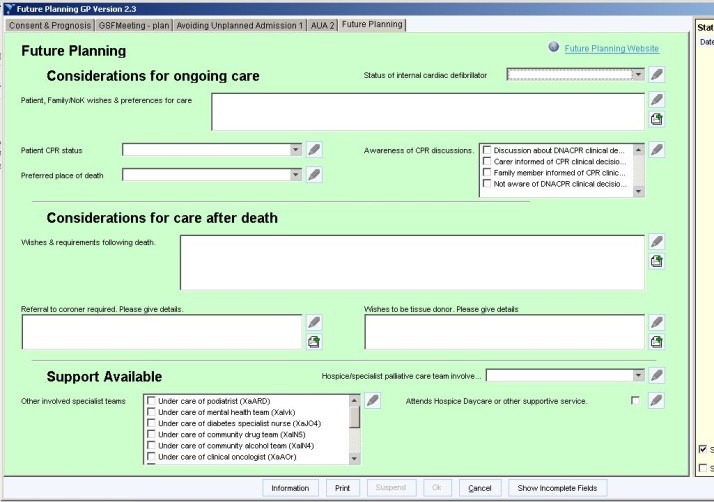 Future Planning GP Version 2.3
Consent & Prognosis GSFMeeting - plan Avoiding Unplanned Admission 1 AUA 2 Future Planning
Stat
Date
Future Planning
Future Planning Website
Considerations for ongoing care
Status of internal cardiac defibrillator
Patient, Family/NoK wishes & preferences for care
Patient CPR status
Awareness of CPR discussions.
Discussion about DNACPR clinical de...
Carer informed of CPR clinical decisio...
Family member informed of CPR clinic...
Not aware of DNACPR clinical decisio...
Preferred place of death
Considerations for care after death
Wishes & requirements following death.
Referral to coroner required. Please give details.
Wishes to be tissue donor. Please give details
Support Available
Hospice/specialist palliative care team involve...
Other involved specialist teams
Under care of podiatrist (XaARD)
Under care of mental health team (XaIvk)
Under care of diabetes specialist nurse (XaJO4)
Under care of community drug team (XaIN5)
Under care of community alcohol team (XaIN4)
Under care of clinical oncologist (XaAOr)
Attends Hospice Daycare or other supportive service.
S
S
Information Print Suspend Ok Cancel Show Incomplete Fields